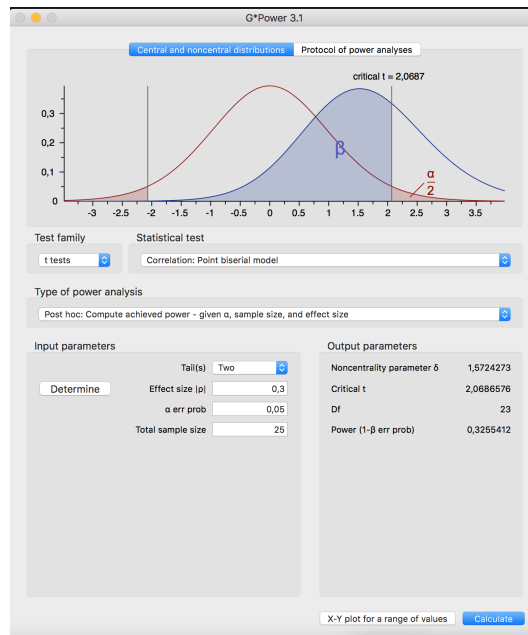 G*Power 3.1
Central and noncentral distributions Protocol of power analyses
critical t = 2,0687
0,3
0,2
0,1
0
β
α
2
-3 -2.5 -2 -1.5 -1 -0.5 0 0.5 1 1.5 2 2.5 3 3.5
Test family Statistical test
t tests Correlation: Point biserial model
Type of power analysis
Post hoc: Compute achieved power - given α, sample size, and effect size
Input parameters Output parameters
Tail(s) Two Noncentrality parameter δ 1,5724273
Determine Effect size |ρ| 0,3 Critical t 2,0686576
α err prob 0,05 Df 23
Total sample size 25 Power (1-β err prob) 0,3255412
X-Y plot for a range of values Calculate